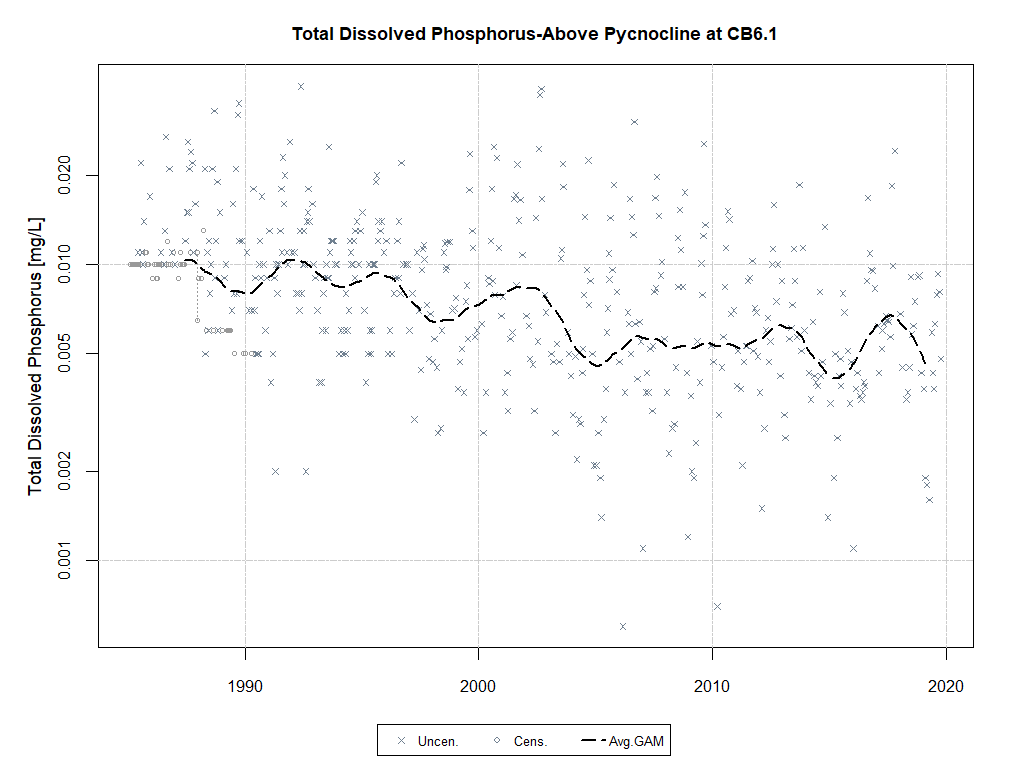 Total Dissolved Phosphorus-Above Pycnocline at CB6.1
Total Dissolved Phosphorus [mg/L]
0.020
0.010
0.005
0.002
0.001
1990 2000 2010 2020
Uncen. Cens. Avg.GAM